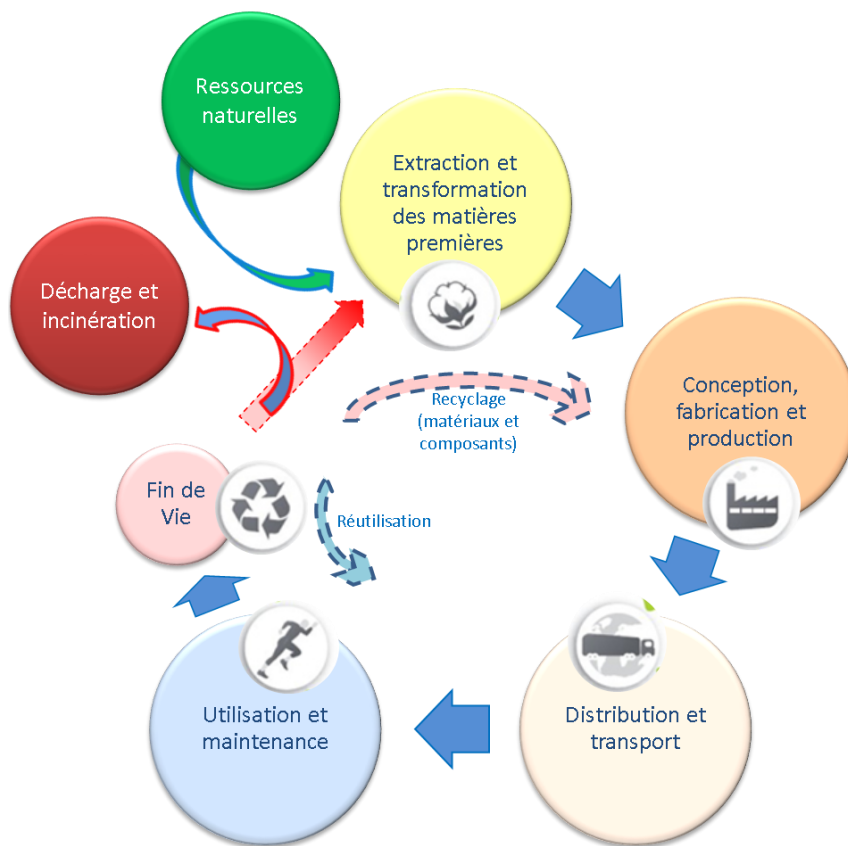 Ressources
naturelles
Extraction et
transformation
des matières
premières
Décharge et
incinération
Conception,
fabrication et
production
Recyclage
(matériaux et
composants)
Fin de
Vie
Réutilisation
Utilisation et
maintenance
Distribution et
transport